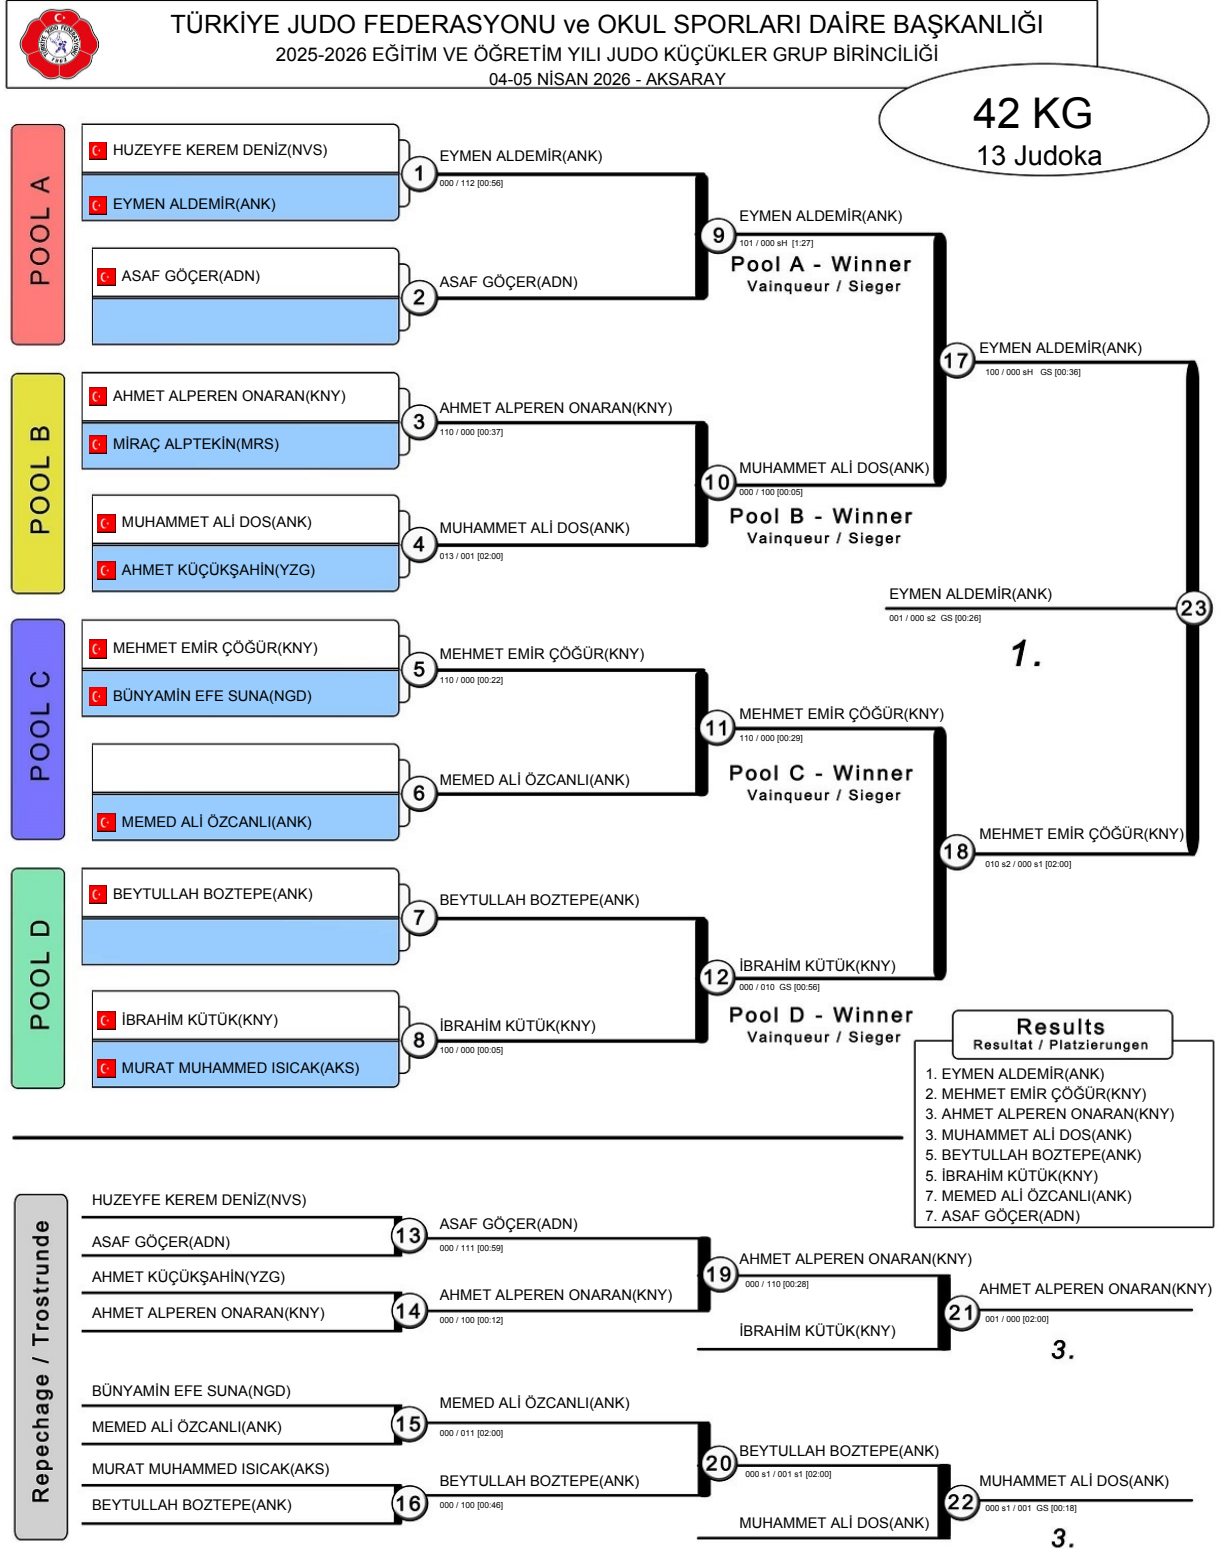 TÜRKİYE JUDO FEDERASYONU ve OKUL SPORLARI DAİRE BAŞKANLIĞI
2025-2026 EĞİTİM VE ÖĞRETİM YILI JUDO KÜÇÜKLER GRUP BİRİNCİLİĞİ
04-05 NİSAN 2026 - AKSARAY
42 KG
13 Judoka
POOL A
HUZEYFE KEREM DENİZ(NVS)
EYMEN ALDEMİR(ANK)
1
EYMEN ALDEMİR(ANK)
000 / 112 [00:56]
ASAF GÖÇER(ADN)
2
ASAF GÖÇER(ADN)
9
EYMEN ALDEMİR(ANK)
101 / 000 sH [1:27]
Pool A - Winner
Vainqueur / Sieger
POOL B
AHMET ALPEREN ONARAN(KNY)
MİRAÇ ALPTEKİN(MRS)
3
AHMET ALPEREN ONARAN(KNY)
110 / 000 [00:37]
MUHAMMET ALİ DOS(ANK)
AHMET KÜÇÜKŞAHİN(YZG)
4
MUHAMMET ALİ DOS(ANK)
013 / 001 [02:00]
10
MUHAMMET ALİ DOS(ANK)
000 / 100 [00:05]
Pool B - Winner
Vainqueur / Sieger
17
EYMEN ALDEMİR(ANK)
100 / 000 sH GS [00:36]
POOL C
MEHMET EMİR ÇÖĞÜR(KNY)
BÜNYAMİN EFE SUNA(NGD)
5
MEHMET EMİR ÇÖĞÜR(KNY)
110 / 000 [00:22]
MEMED ALİ ÖZCANLI(ANK)
6
MEMED ALİ ÖZCANLI(ANK)
11
MEHMET EMİR ÇÖĞÜR(KNY)
110 / 000 [00:29]
Pool C - Winner
Vainqueur / Sieger
EYMEN ALDEMİR(ANK)
23
001 / 000 s2 GS [00:26]
1.
POOL D
BEYTULLAH BOZTEPE(ANK)
7
BEYTULLAH BOZTEPE(ANK)
İBRAHİM KÜTÜK(KNY)
MURAT MUHAMMED ISICAK(AKS)
8
İBRAHİM KÜTÜK(KNY)
100 / 000 [00:05]
12
İBRAHİM KÜTÜK(KNY)
000 / 010 GS [00:56]
Pool D - Winner
Vainqueur / Sieger
18
MEHMET EMİR ÇÖĞÜR(KNY)
010 s2 / 000 s1 [02:00]
Results
Resultat / Platzierungen
1. EYMEN ALDEMİR(ANK)
2. MEHMET EMİR ÇÖĞÜR(KNY)
3. AHMET ALPEREN ONARAN(KNY)
3. MUHAMMET ALİ DOS(ANK)
5. BEYTULLAH BOZTEPE(ANK)
5. İBRAHİM KÜTÜK(KNY)
7. MEMED ALİ ÖZCANLI(ANK)
7. ASAF GÖÇER(ADN)
Repechage / Trostrunde
HUZEYFE KEREM DENİZ(NVS)
ASAF GÖÇER(ADN)
13
ASAF GÖÇER(ADN)
000 / 111 [00:59]
AHMET KÜÇÜKŞAHİN(YZG)
AHMET ALPEREN ONARAN(KNY)
14
AHMET ALPEREN ONARAN(KNY)
000 / 100 [00:12]
19
AHMET ALPEREN ONARAN(KNY)
000 / 110 [00:28]
İBRAHİM KÜTÜK(KNY)
21
AHMET ALPEREN ONARAN(KNY)
001 / 000 [02:00]
3.
BÜNYAMİN EFE SUNA(NGD)
MEMED ALİ ÖZCANLI(ANK)
15
MEMED ALİ ÖZCANLI(ANK)
000 / 011 [02:00]
MURAT MUHAMMED ISICAK(AKS)
BEYTULLAH BOZTEPE(ANK)
16
BEYTULLAH BOZTEPE(ANK)
000 / 100 [00:46]
20
BEYTULLAH BOZTEPE(ANK)
000 s1 / 001 s1 [02:00]
MUHAMMET ALİ DOS(ANK)
22
MUHAMMET ALİ DOS(ANK)
000 s1 / 001 GS [00:18]
3.